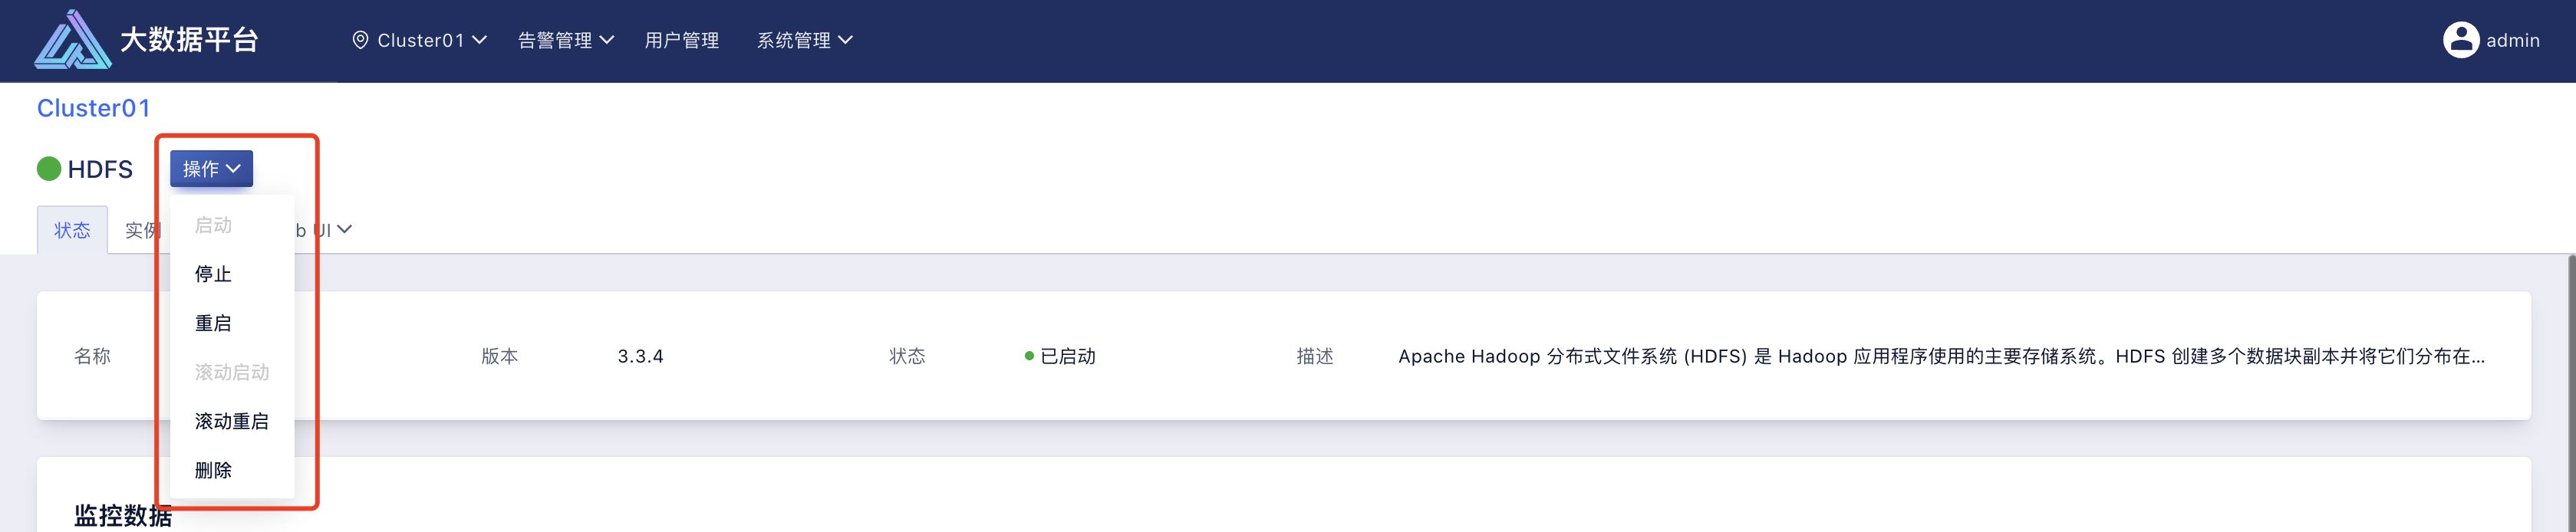 大数据平台 Cluster01 告警管理 用户管理 系统管理 admin
Cluster01
HDFS 操作
状态 实例 b UI
启动
停止
重启
滚动启动
滚动重启
删除
名称 版本 3.3.4 状态 已启动 描述 Apache Hadoop 分布式文件系统 (HDFS) 是 Hadoop 应用程序使用的主要存储系统。HDFS 创建多个数据块副本并将它们分布在...
监控数据